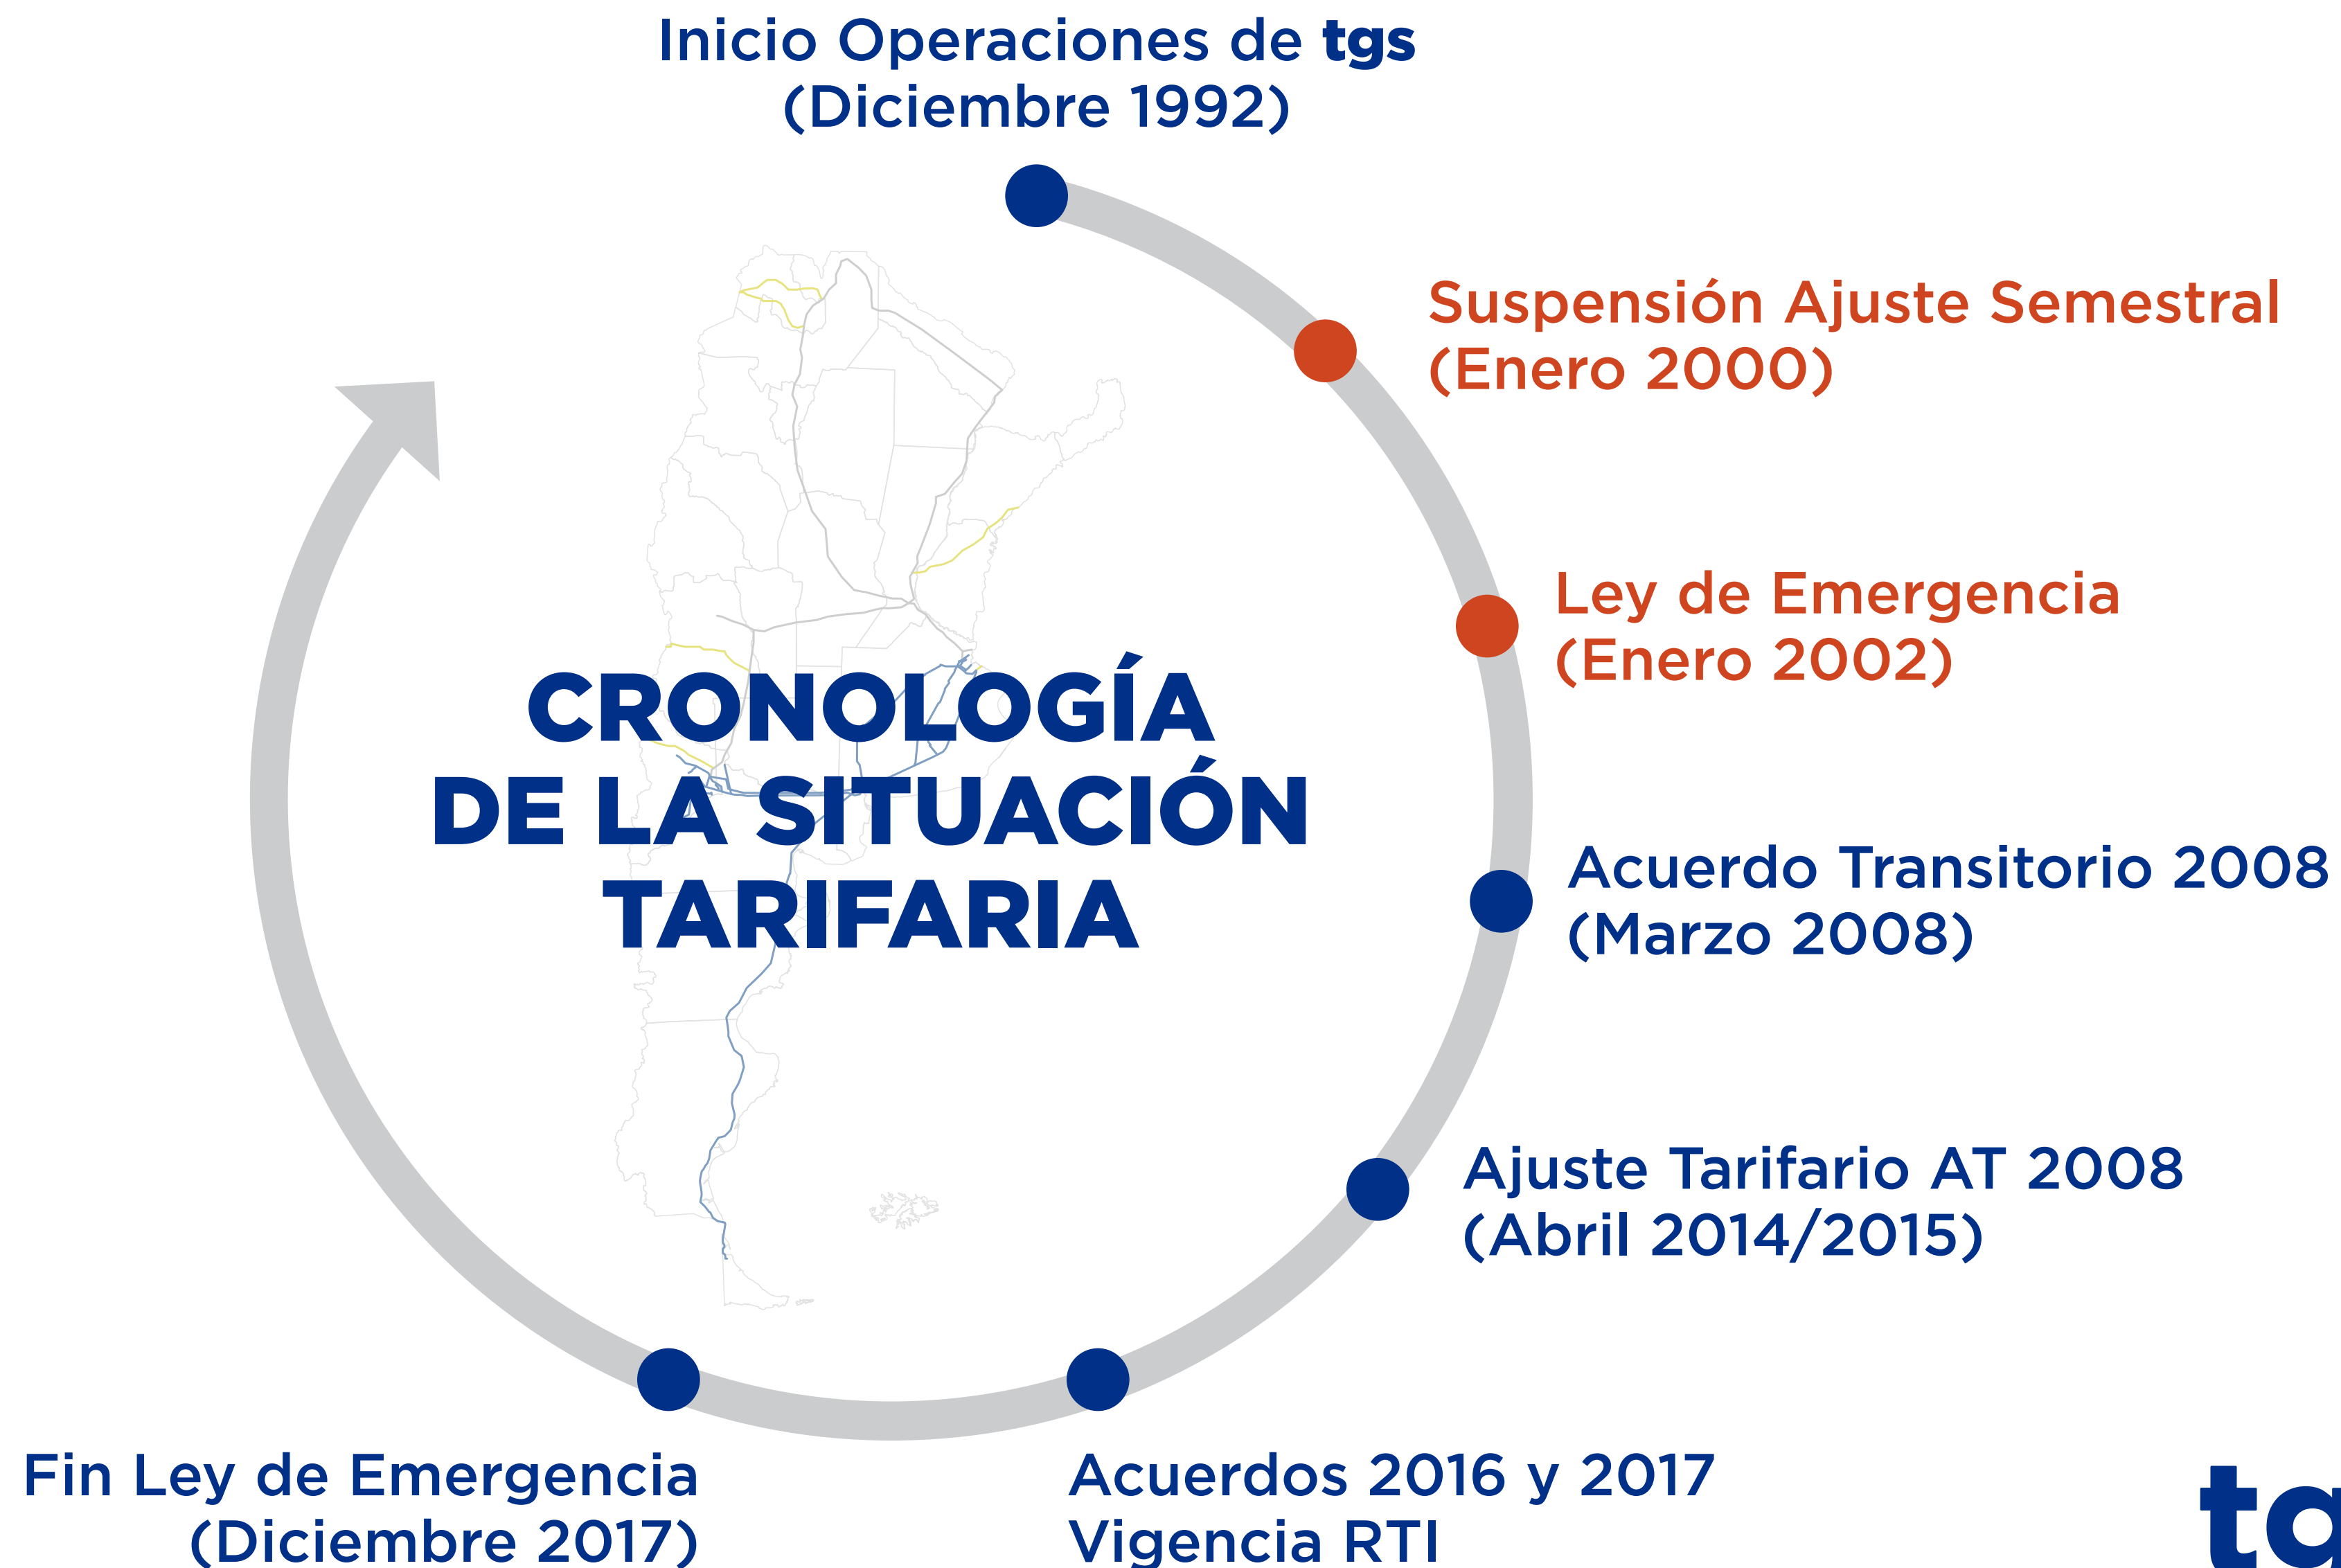 Inicio Operaciones de tgs
(Diciembre 1992)
Suspensión Ajuste Semestral
(Enero 2000)
Ley de Emergencia
(Enero 2002)
CRONOLOGÍA
DE LA SITUACIÓN
TARIFARIA
Acuerdo Transitorio 2008
(Marzo 2008)
Ajuste Tarifario AT 2008
(Abril 2014/2015)
Acuerdos 2016 y 2017
Vigencia RTI
Fin Ley de Emergencia
(Diciembre 2017)